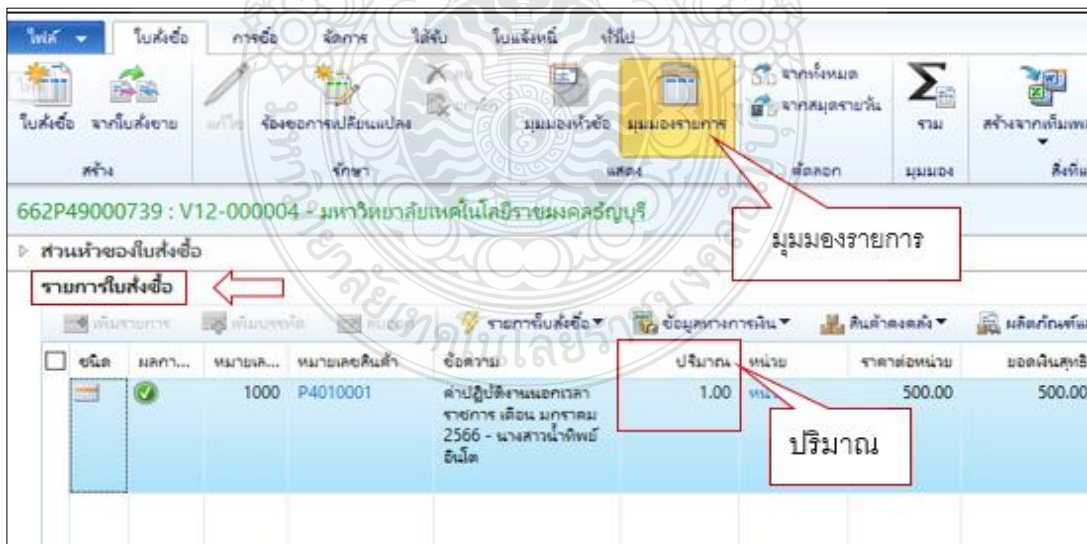 ไฟล์ ใบสั่งซื้อ การซื้อ จัดการ ได้รับ ใบแจ้งหนี้ ทั่วไป
จากทั้งหมด
จากสมุดรายวัน
ใบสั่งซื้อ จากใบสั่งขาย แก้ไข ร้องขอการเปลี่ยนแปลง มุมมองหัวข้อ มุมมองรายการ รวม
สร้าง รักษา แสดง คัดลอก มุมมอง
662P49000739 : V12-000004 - มหาวิทยาลัยเทคโนโลยีราชมงคลธัญบุรี
มุมมองรายการ
ส่วนหัวของใบสั่งซื้อ
รายการใบสั่งซื้อ
เพิ่มรายการ รายการใบสั่งซื้อ ข้อมูลทางการเงิน สินค้าคงคลัง
ชนิด ผลกา... หมายเล... หมายเลขสินค้า ข้อความ ปริมาณ หน่วย ราคาต่อหน่วย ยอดเงินสุทธิ
1000 P4010001 ค่าปฏิบัติงานนอกเวลา 1.00 500.00 500.00
ราชการ เดือน มกราคม
2566 - นางสาวน้ำทิพย์
อินโต
ปริมาณ